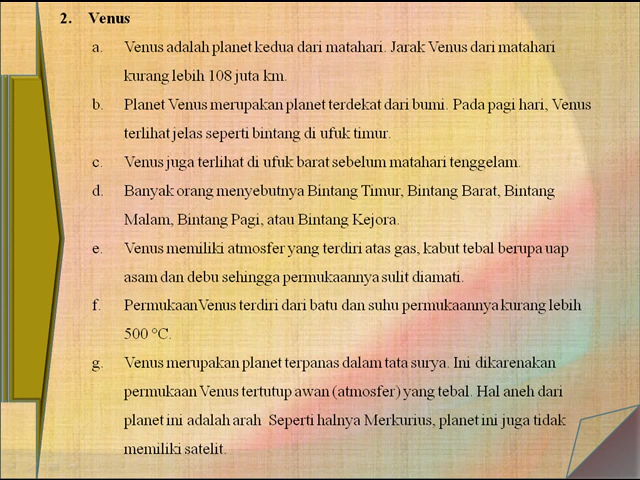 2. Venus
a. Venus adalah planet kedua dari matahari. Jarak Venus dari matahari
kurang lebih 108 juta km.
b. Planet Venus merupakan planet terdekat dari bumi. Pada pagi hari, Venus
terlihat jelas seperti bintang di ufuk timur.
c. Venus juga terlihat di ufuk barat sebelum matahari tenggelam.
d. Banyak orang menyebutnya Bintang Timur, Bintang Barat, Bintang
Malam, Bintang Pagi, atau Bintang Kejora.
e. Venus memiliki atmosfer yang terdiri atas gas, kabut tebal berupa uap
asam dan debu sehingga permukaannya sulit diamati.
f. PermukaanVenus terdiri dari batu dan suhu permukaannya kurang lebih
500 °C.
g. Venus merupakan planet terpanas dalam tata surya. Ini dikarenakan
permukaan Venus tertutup awan (atmosfer) yang tebal. Hal aneh dari
planet ini adalah arah Seperti halnya Merkurius, planet ini juga tidak
memiliki satelit.